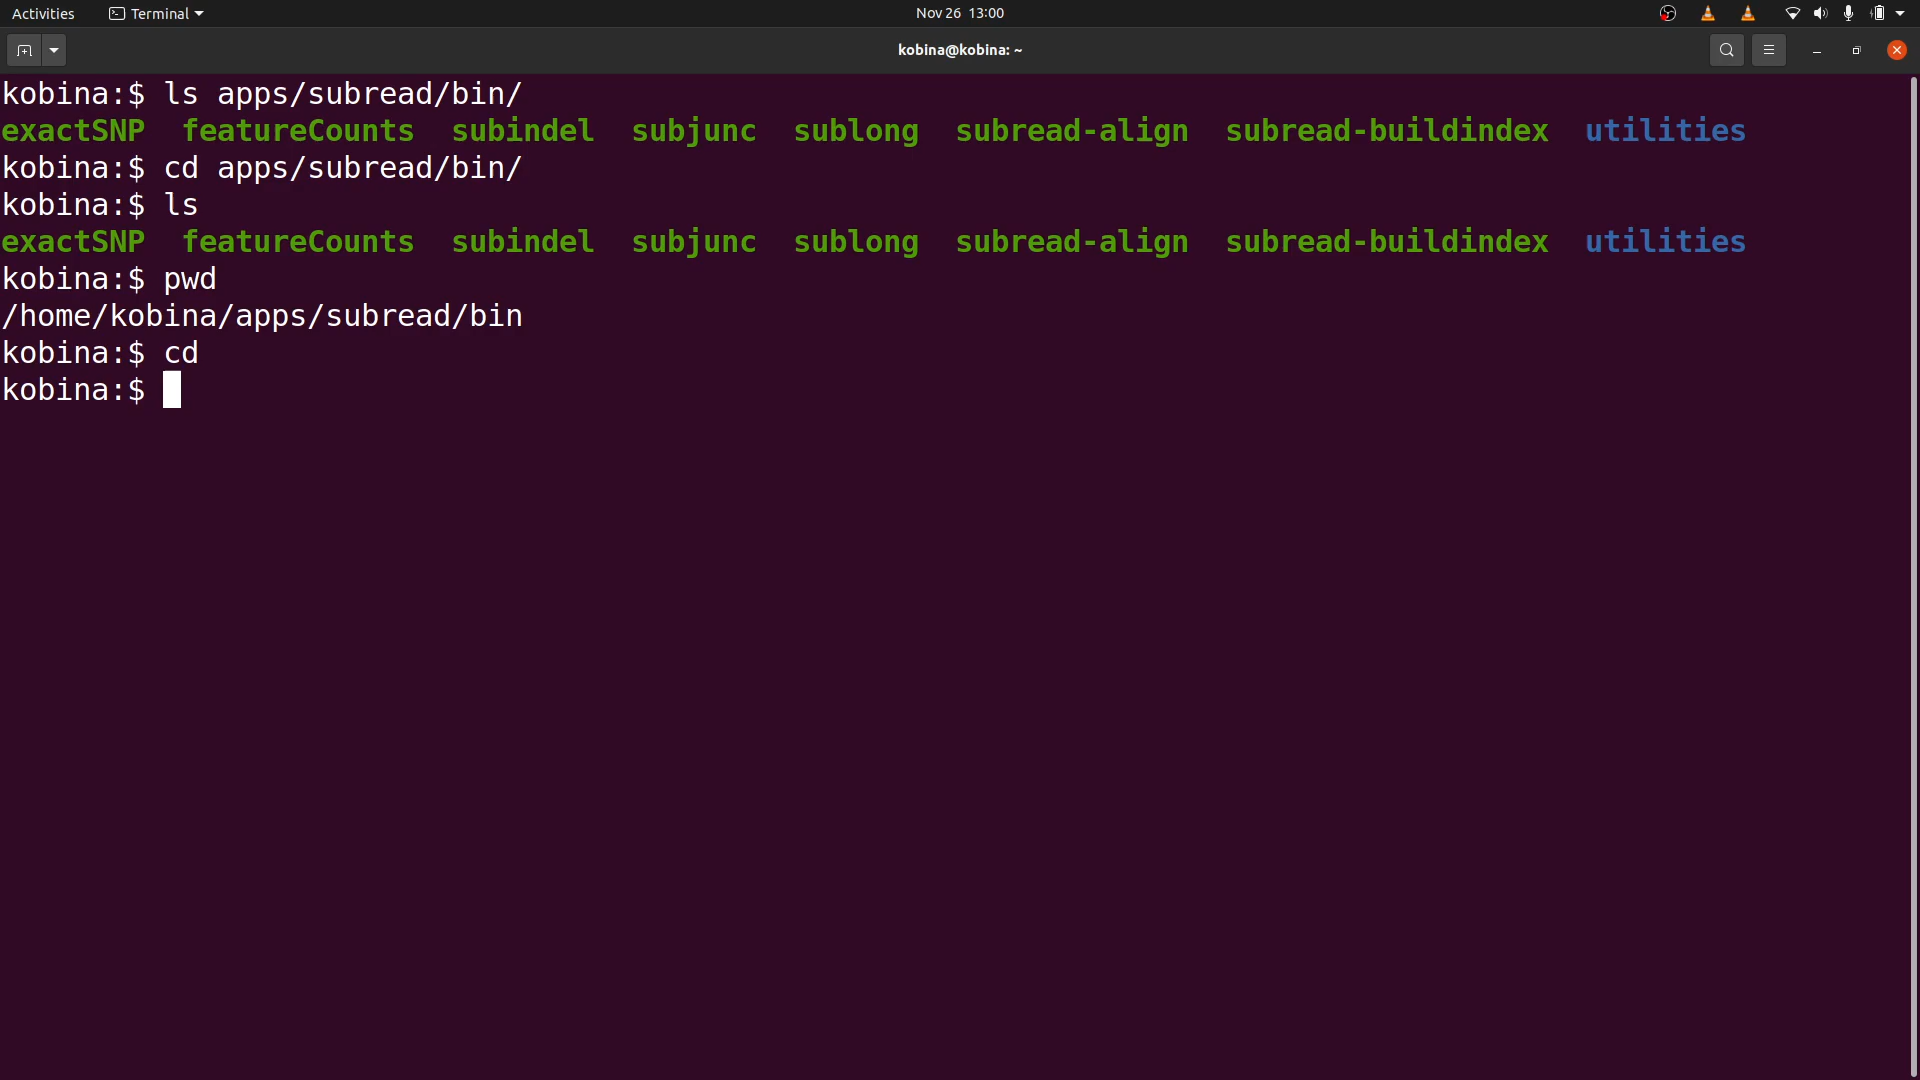 Activities Terminal Nov 26 13:00
kobina@kobina: ~
kobina:$ ls apps/subread/bin/
exactSNP featureCounts subindel subjunc sublong subread-align subread-buildindex utilities
kobina:$ cd apps/subread/bin/
kobina:$ ls
exactSNP featureCounts subindel subjunc sublong subread-align subread-buildindex utilities
kobina:$ pwd
/home/kobina/apps/subread/bin
kobina:$ cd
kobina:$